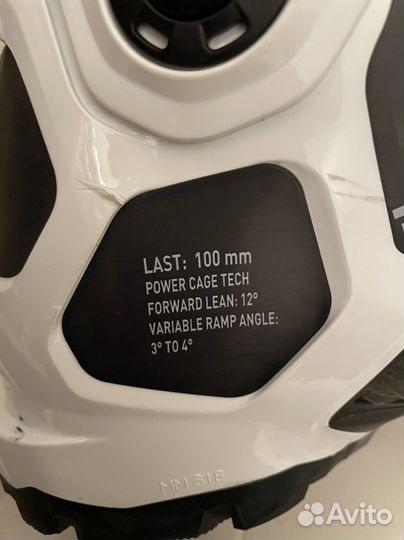 LAST: 100 mm
POWER CAGE TECH
FORWARD LEAN: 12°
VARIABLE RAMP ANGLE:
3° TO 4°
Avito